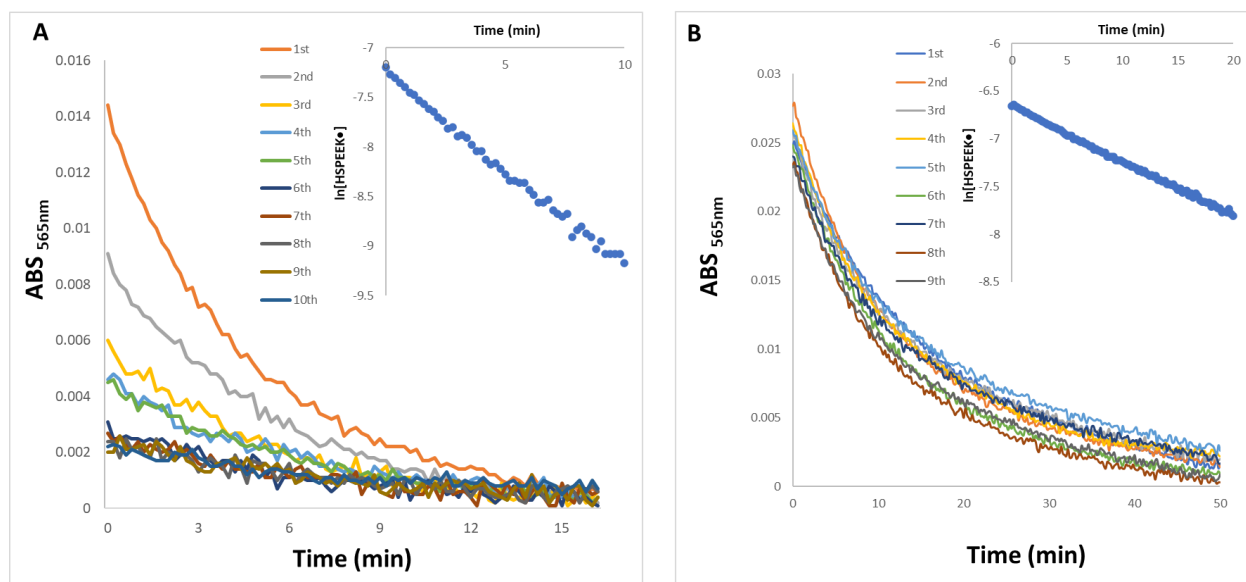 A
ABS 565nm
0.016
0.014
0.012
0.01
0.008
0.006
0.004
0.002
0
0
3
6
9
12
15
Time (min)
1st
2nd
3rd
4th
5th
6th
7th
8th
9th
10th
Time (min)
0
5
10
ln[HSPEEK•]
-7
-7.5
-8
-8.5
-9
-9.5
B
ABS 565nm
0.03
0.025
0.02
0.015
0.01
0.005
0
0
10
20
30
40
50
Time (min)
1st
2nd
3rd
4th
5th
6th
7th
8th
9th
Time (min)
0
5
10
15
20
ln[HSPEEK•]
-6
-6.5
-7
-7.5
-8
-8.5